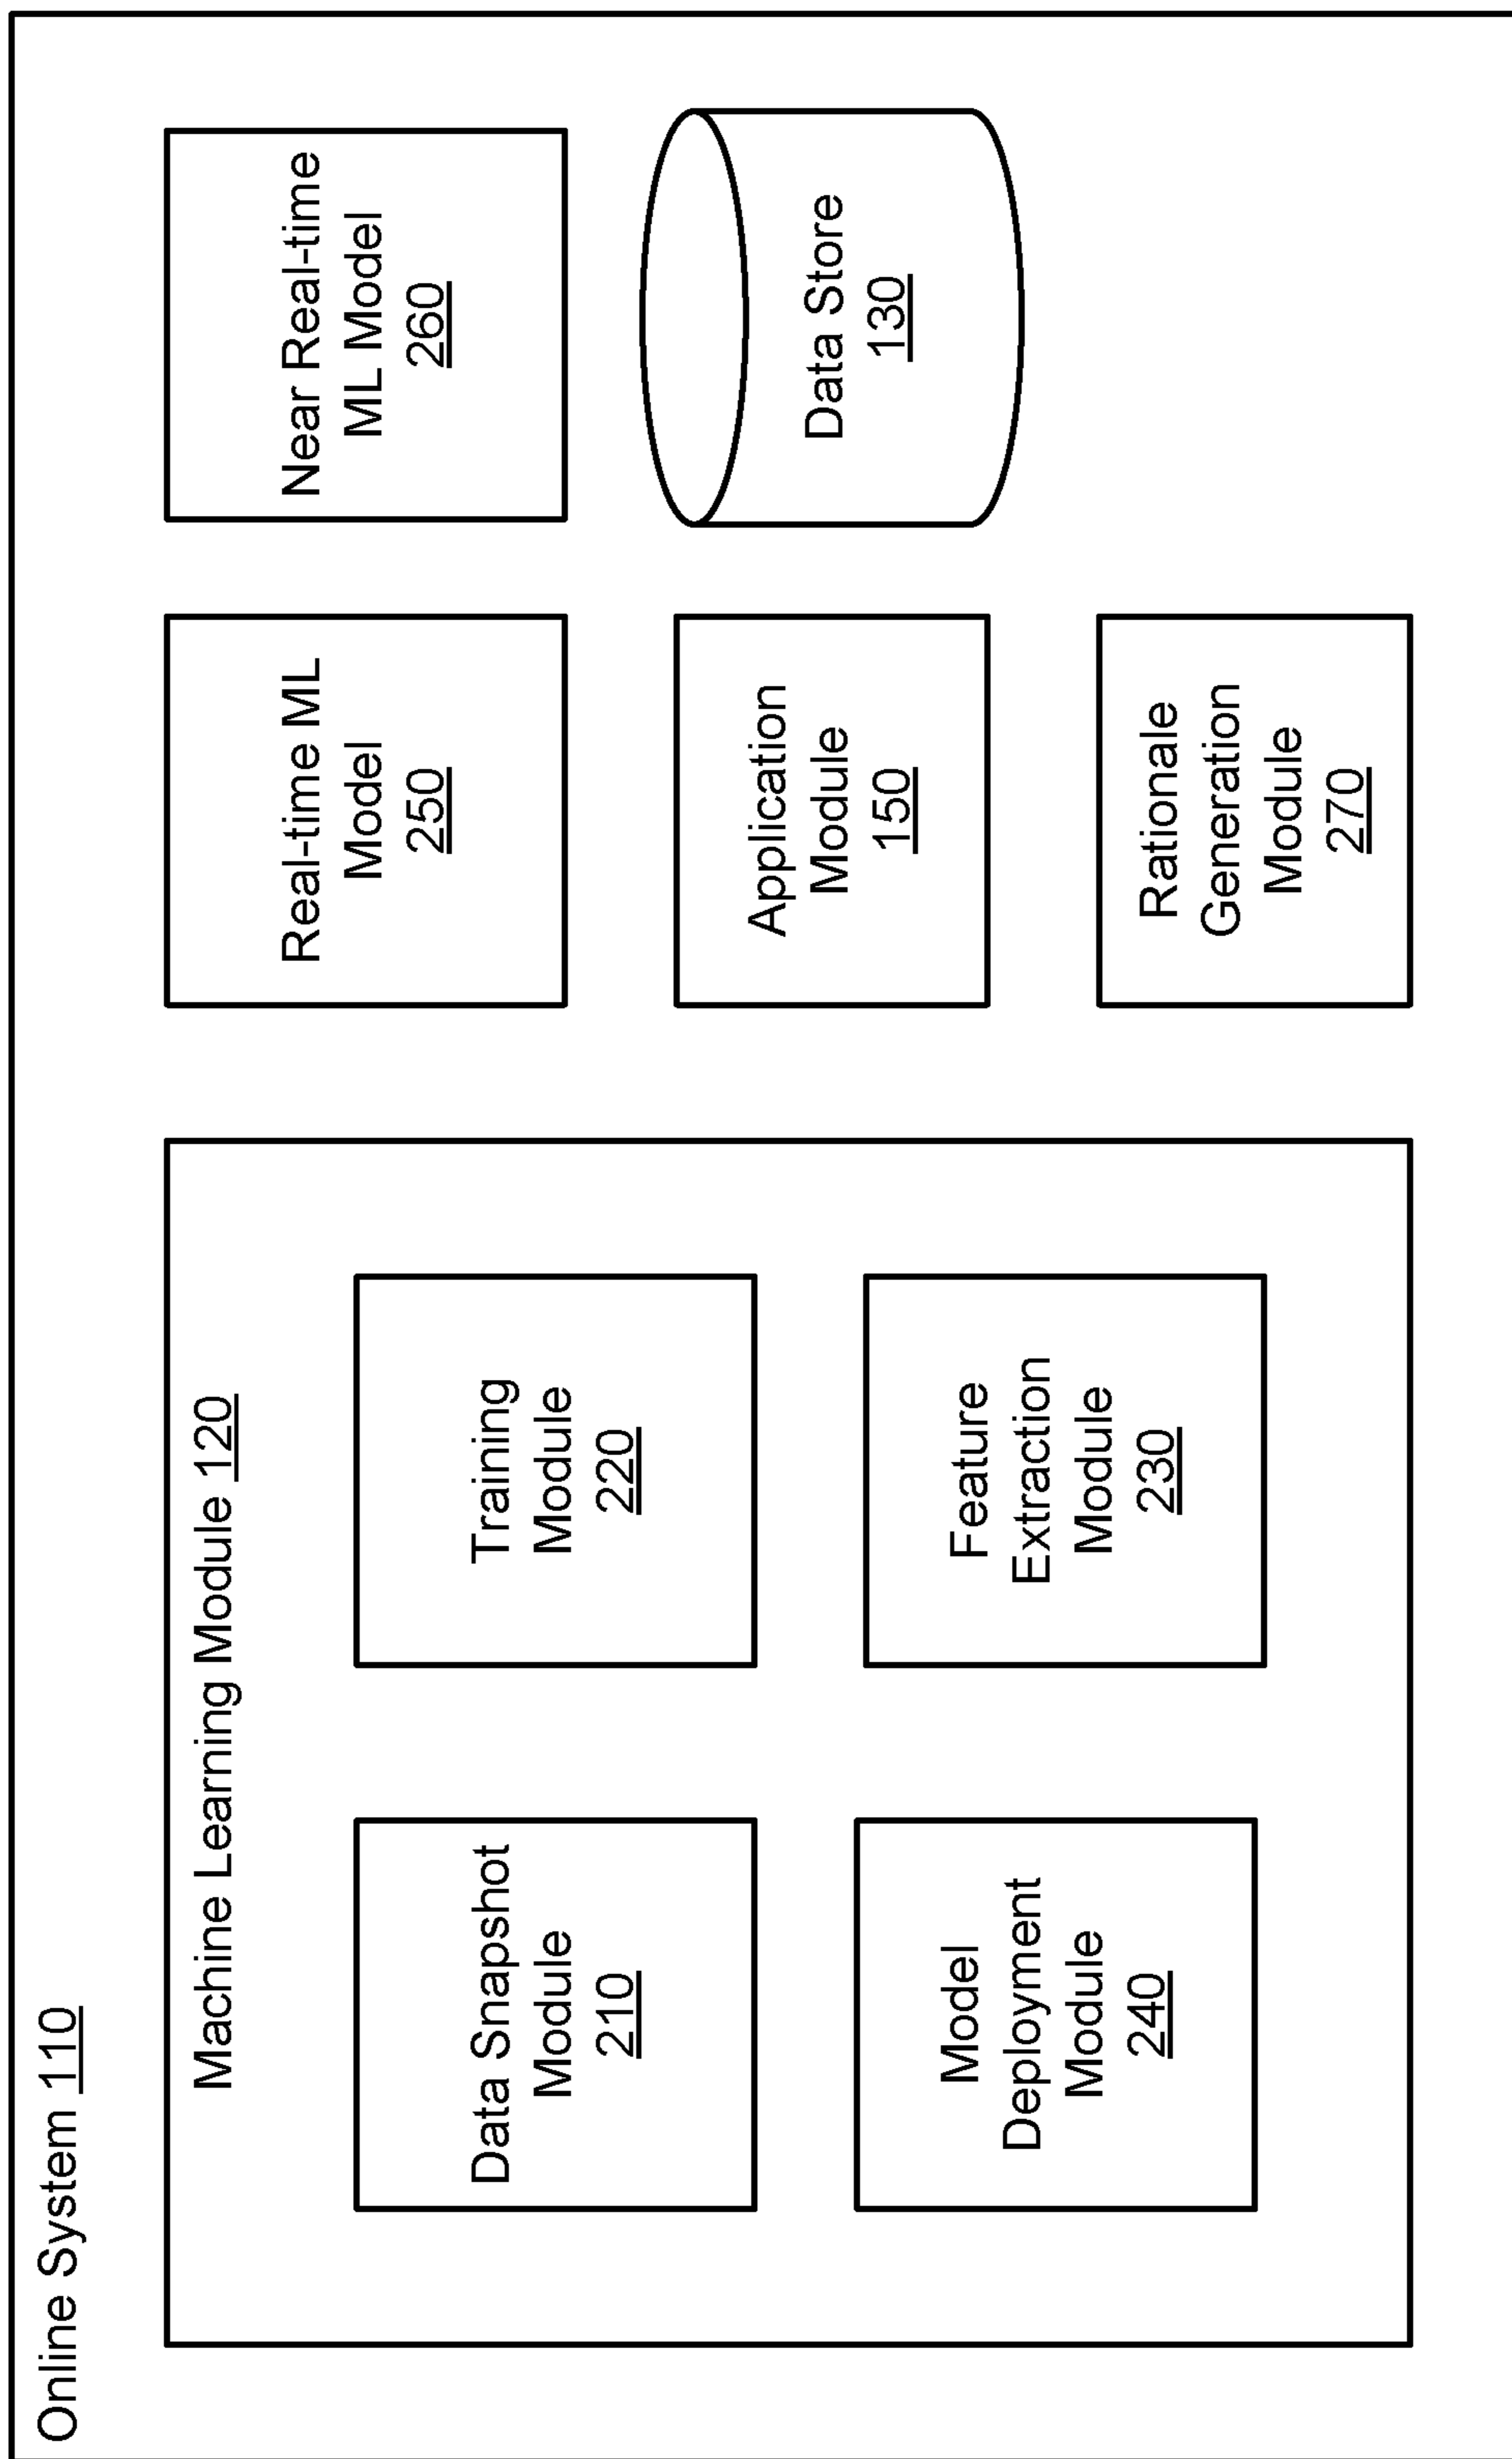 Online System 110
Machine Learning Module 120
Data Snapshot
Module
210
Training
Module
220
Model
Deployment
Module
240
Feature
Extraction
Module
230
Real-time ML
Model
250
Near Real-time
ML Model
260
Application
Module
150
Data Store
130
Rationale
Generation
Module
270